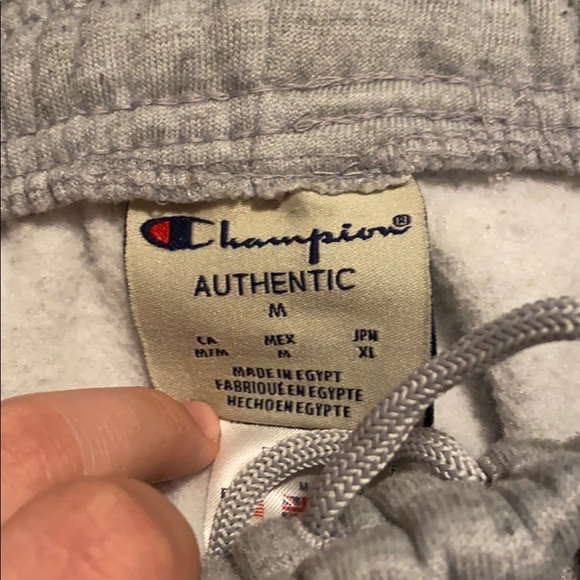 Champion®
AUTHENTIC
M
CA MEX JPN
M/M M XL
MADE IN EGYPT
FABRIQUÉ EN EGYPTE
HECHO EN EGYPTE